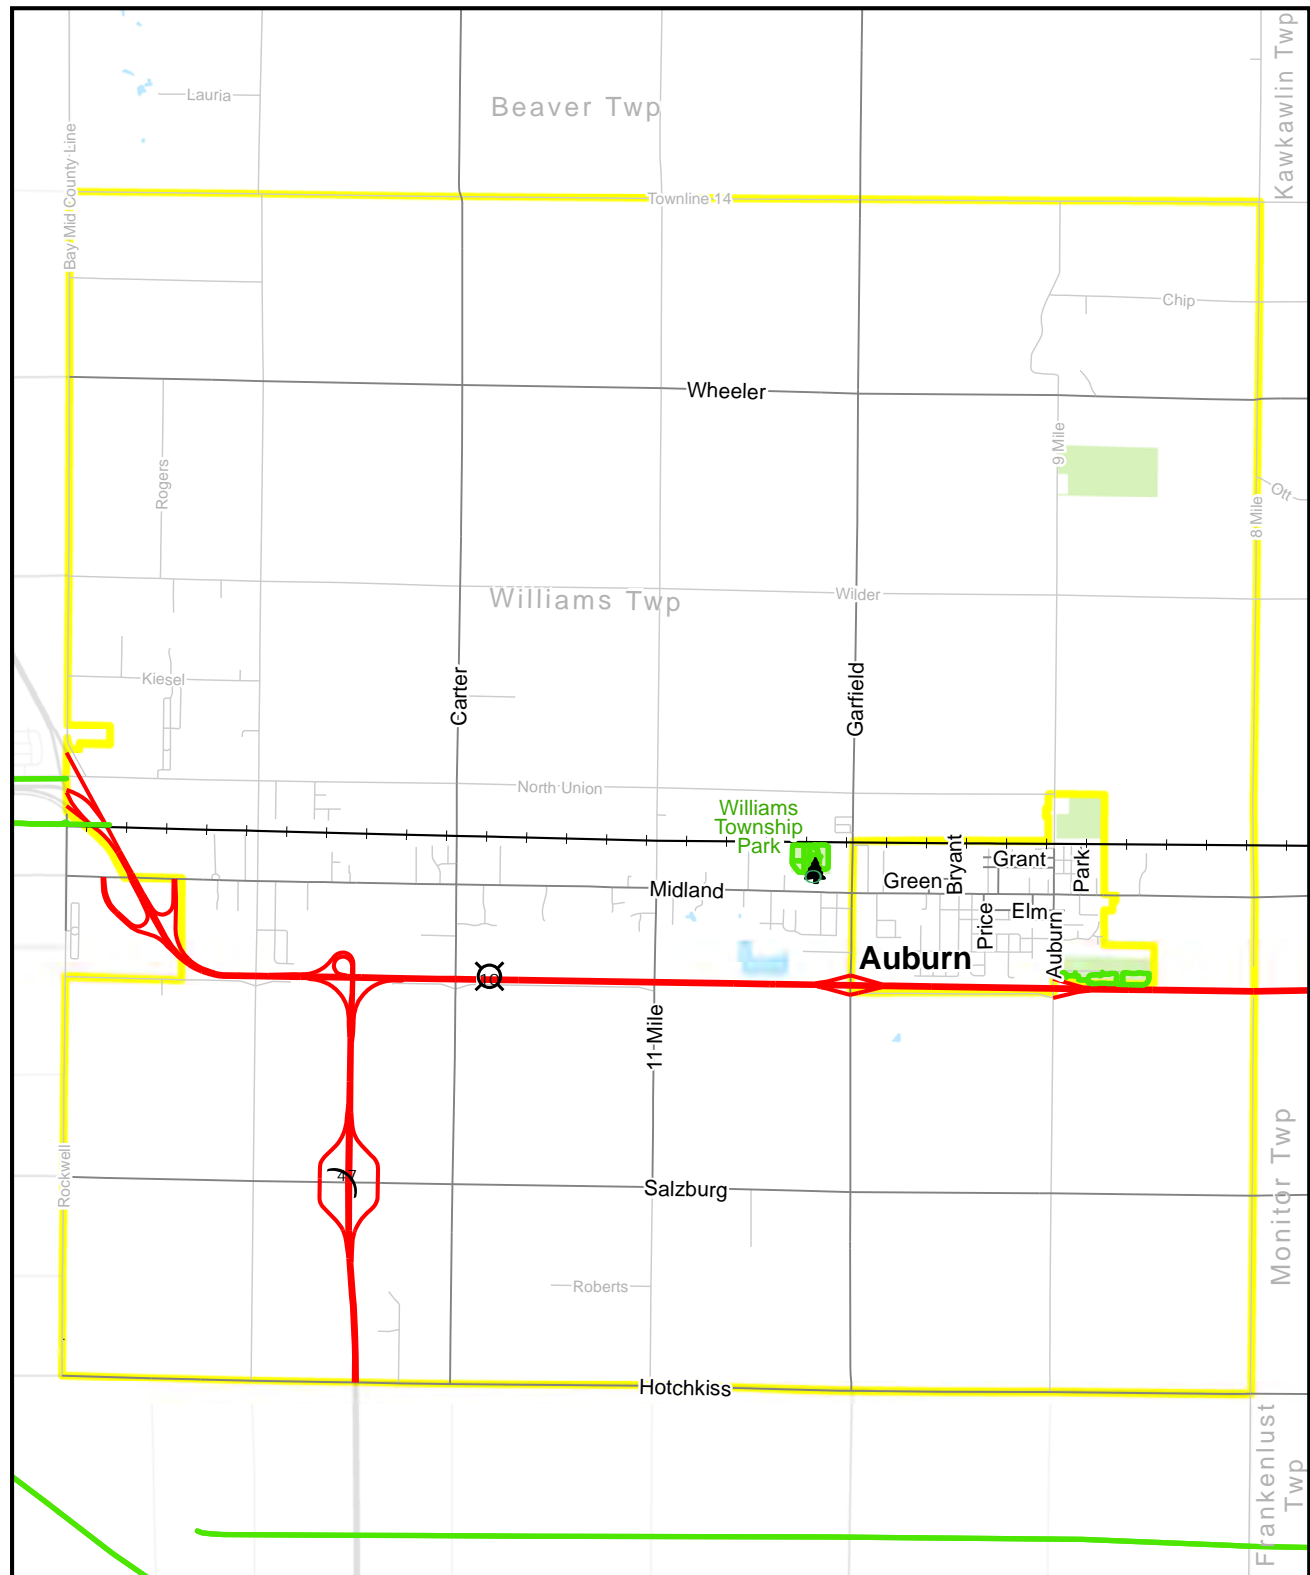 Kawkawlin Twp
Lauria
Beaver Twp
Bay Mid County Line
Townline 14
Chip
Wheeler
9 Mile
Rogers
Ott
8 Mile
Wilder
Williams Twp
Kiesel
Carter
Garfield
North Union
Williams
Township
Park
Bryant
Grant
Park
Green
Midland
Price
Elm
Auburn
Auburn
10
11 Mile
Rockwell
47
Salzburg
Monitor Twp
Roberts
Hotchkiss
Frankenlust
Twp